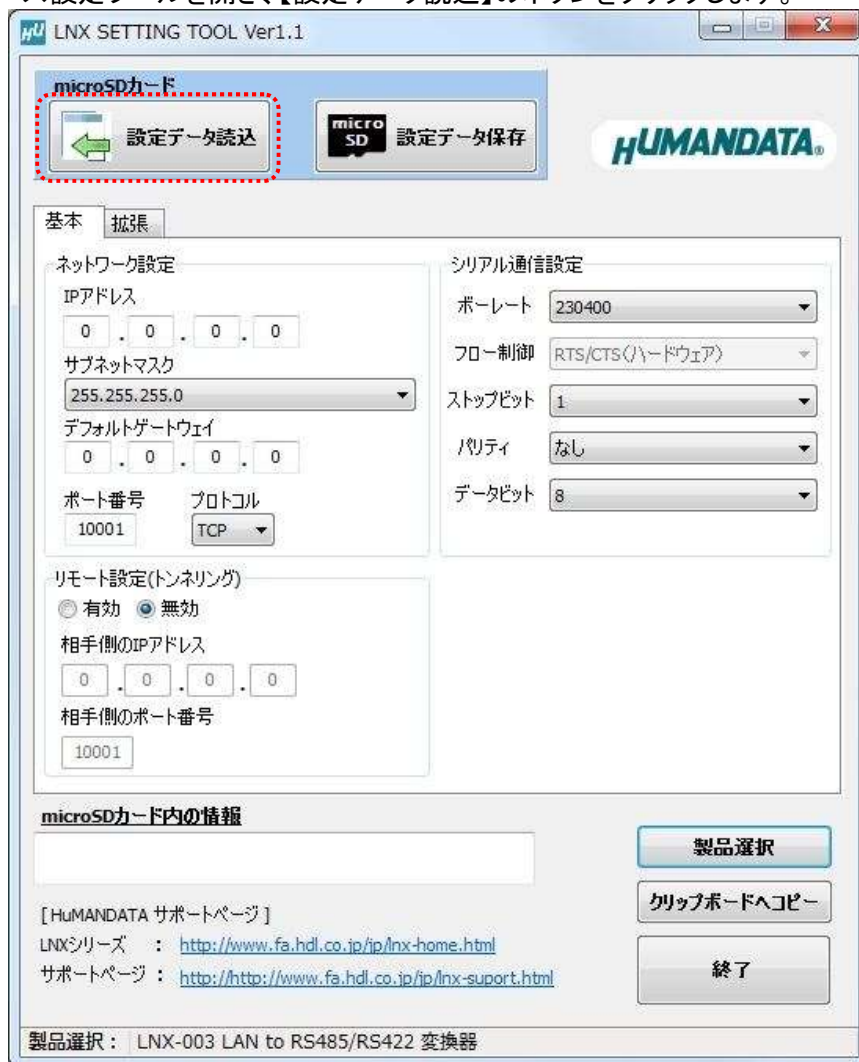 LNX SETTING TOOL Ver1.1
microSDカード
設定データ読込
micro SD 設定データ保存
HUMANDATA®
基本 拡張
ネットワーク設定
IPアドレス
0 . 0 . 0 . 0
サブネットマスク
255.255.255.0
デフォルトゲートウェイ
0 . 0 . 0 . 0
ポート番号 プロトコル
10001 TCP
シリアル通信設定
ボーレート 230400
フロー制御 RTS/CTS(ハードウェア)
ストップビット 1
パリティ なし
データビット 8
リモート設定(トンネリング)
有効 無効
相手側のIPアドレス
0 . 0 . 0 . 0
相手側のポート番号
10001
microSDカード内の情報
製品選択
クリップボードへコピー
終了
[HuMANDATA サポートページ]
LNXシリーズ : http://www.fa.hdl.co.jp/jp/lnx-home.html
サポートページ : http://http://www.fa.hdl.co.jp/jp/lnx-suport.html
製品選択 : LNX-003 LAN to RS485/RS422 変換器